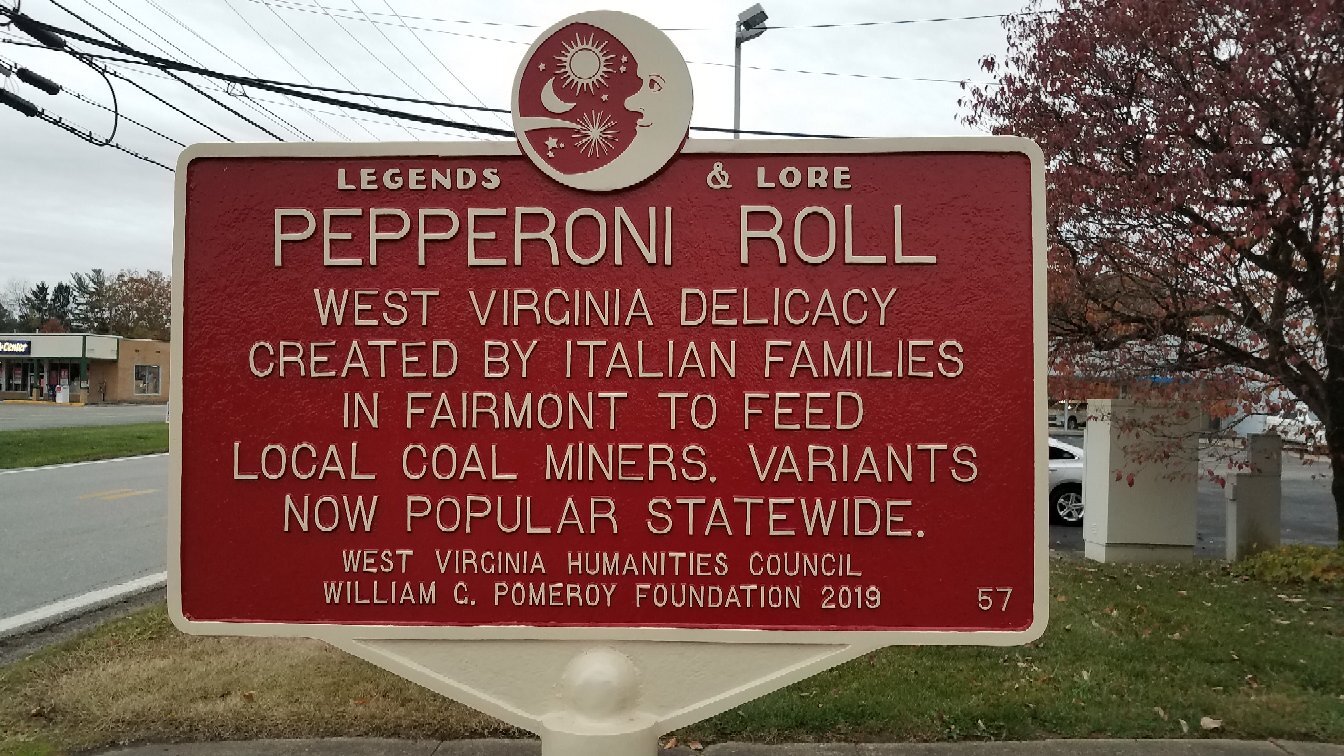 LEGENDS & LORE
PEPPERONI ROLL
WEST VIRGINIA DELICACY
CREATED BY ITALIAN FAMILIES
IN FAIRMONT TO FEED
LOCAL COAL MINERS. VARIANTS
NOW POPULAR STATEWIDE.
WEST VIRGINIA HUMANITIES COUNCIL
WILLIAM G. POMEROY FOUNDATION 2019
57
Center